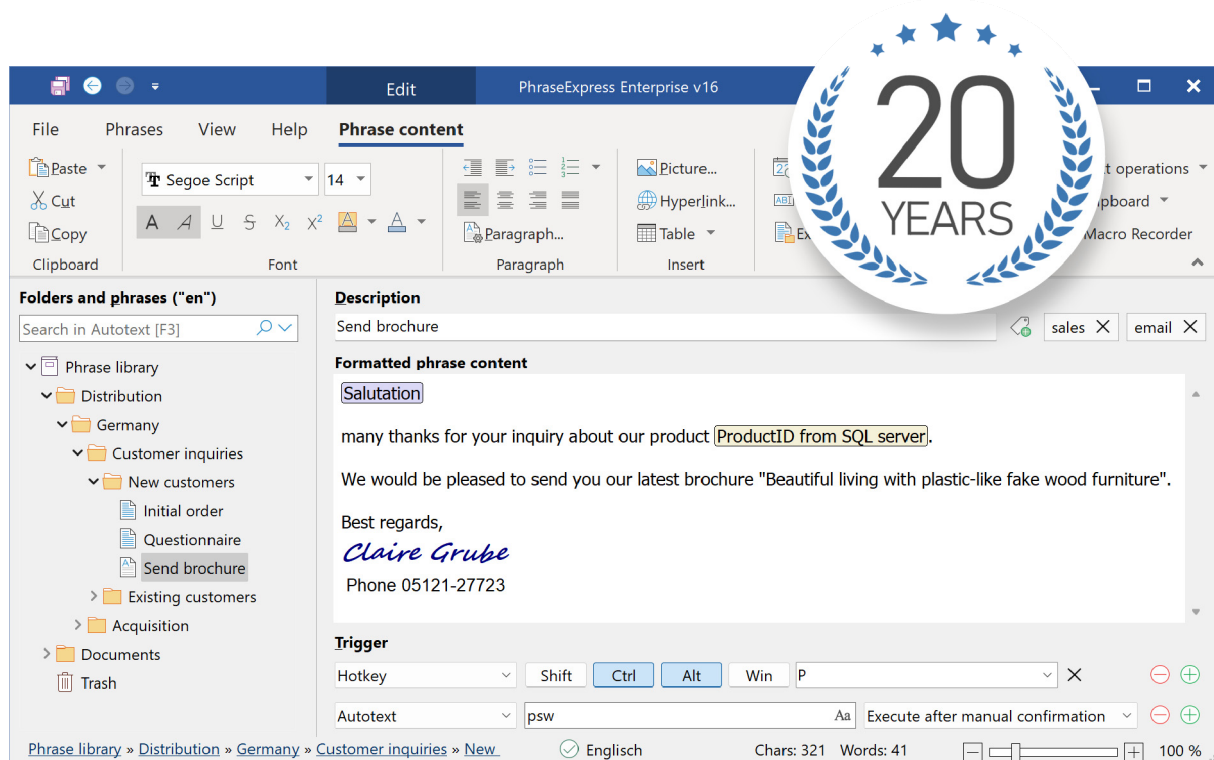 Edit
PhraseExpress Enterprise v16
20
YEARS
File Phrases View Help Phrase content
Paste
Cut
Copy
Clipboard
Segoe Script 14
A A U S X₂ X²
A A
Font
Paragraph...
Paragraph
Picture...
Hyperlink...
Table
Insert
operations
Macro Recorder
Folders and phrases ("en")
Search in Autotext [F3]
Phrase library
Distribution
Germany
Customer inquiries
New customers
Initial order
Questionnaire
Send brochure
Existing customers
Acquisition
Documents
Trash
Description
Send brochure
sales
email
Formatted phrase content
Salutation
many thanks for your inquiry about our product ProductID from SQL server.
We would be pleased to send you our latest brochure "Beautiful living with plastic-like fake wood furniture".
Best regards,
Claire Grube
Phone 05121-27723
Trigger
Hotkey Shift Ctrl Alt Win P
Autotext psw Aa Execute after manual confirmation
Phrase library » Distribution » Germany » Customer inquiries » New
Englisch
Chars: 321 Words: 41
100 %